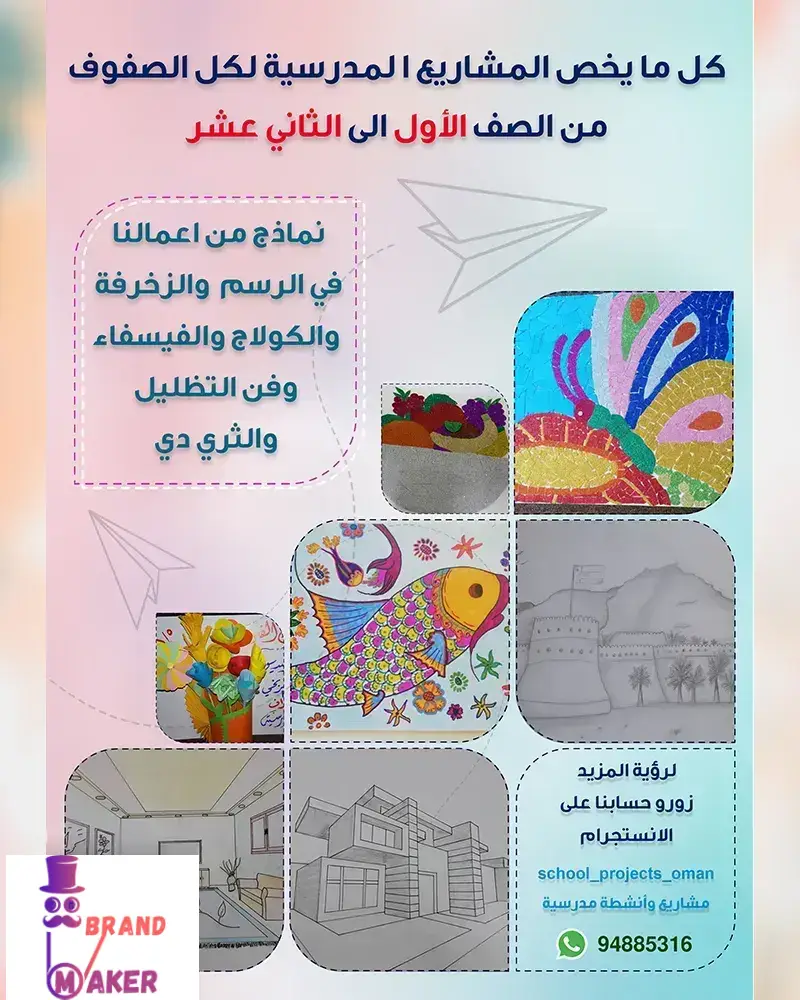 كل ما يخص المشاريع المدرسية لكل الصفوف
من الصف الأول الى الثاني عشر
نماذج من اعمالنا
في الرسم والزخرفة
والكولاج والفيسفاء
وفن التظليل
والثري دي
لرؤية المزيد
زورو حسابنا على
الانستجرام
school_projects_oman
مشاريع وأنشطة مدرسية
94885316
BRAND
MAKER